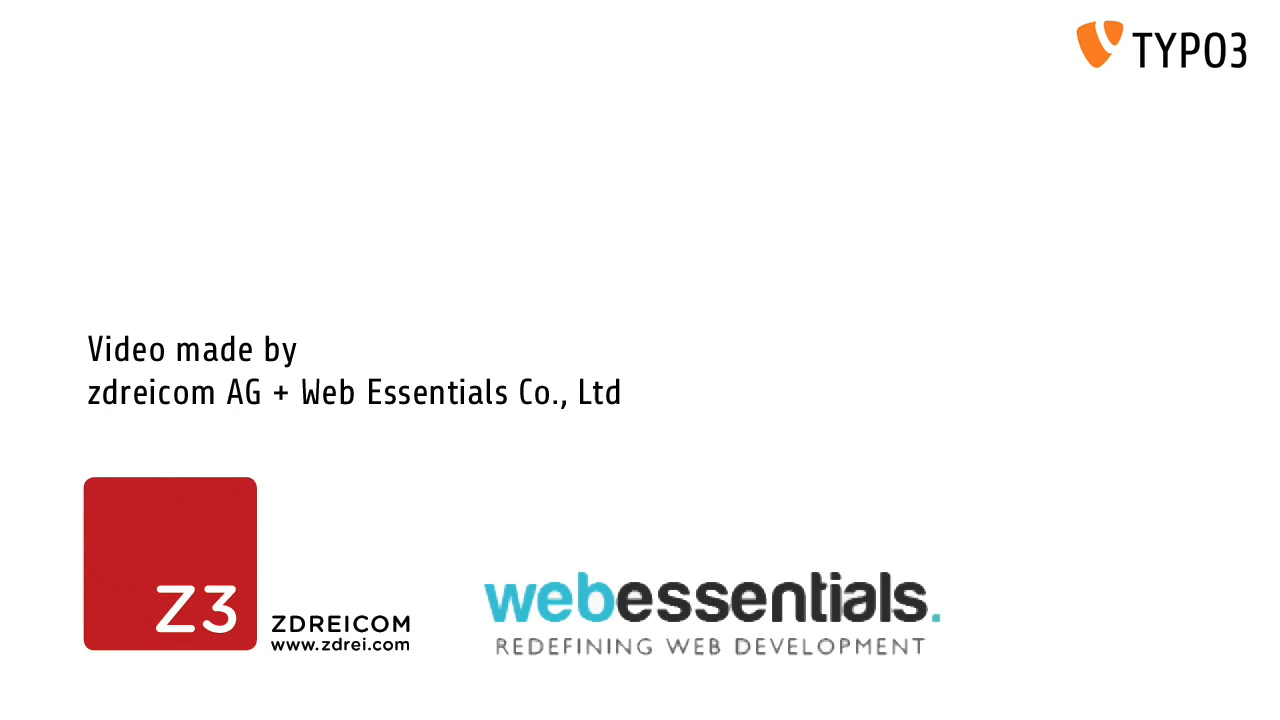 TYPO3
Video made by
zdreicom AG + Web Essentials Co., Ltd
Z3
ZDREICOM
www.zdrei.com
webessentials.
REDEFINING WEB DEVELOPMENT